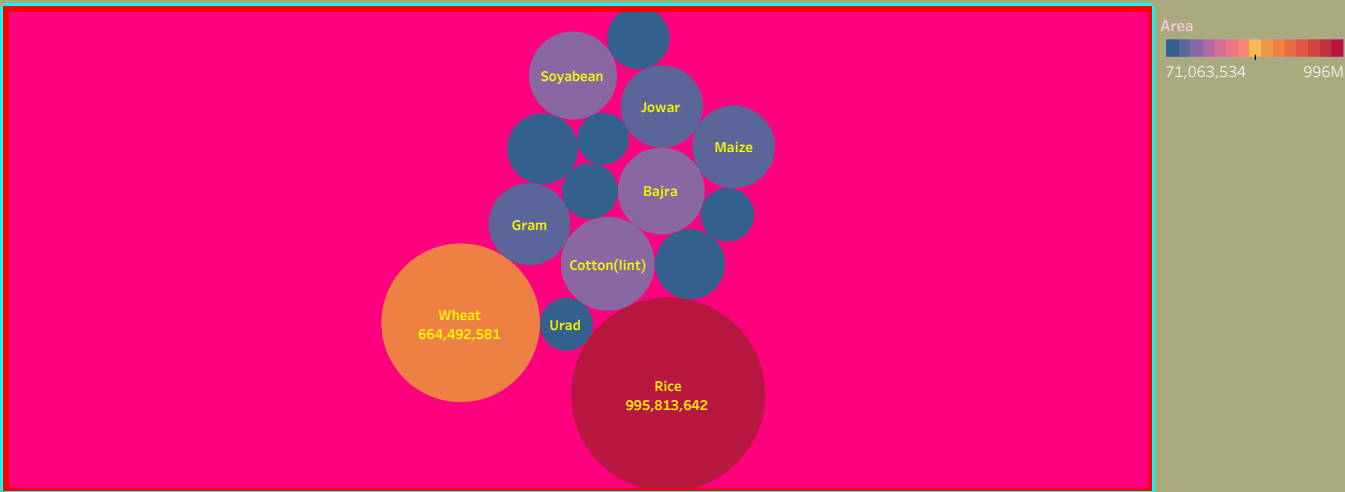 Area
71,063,534 996M
Soyabean
Jowar
Maize
Bajra
Gram
Cotton(lint)
Wheat
664,492,581
Urad
Rice
995,813,642